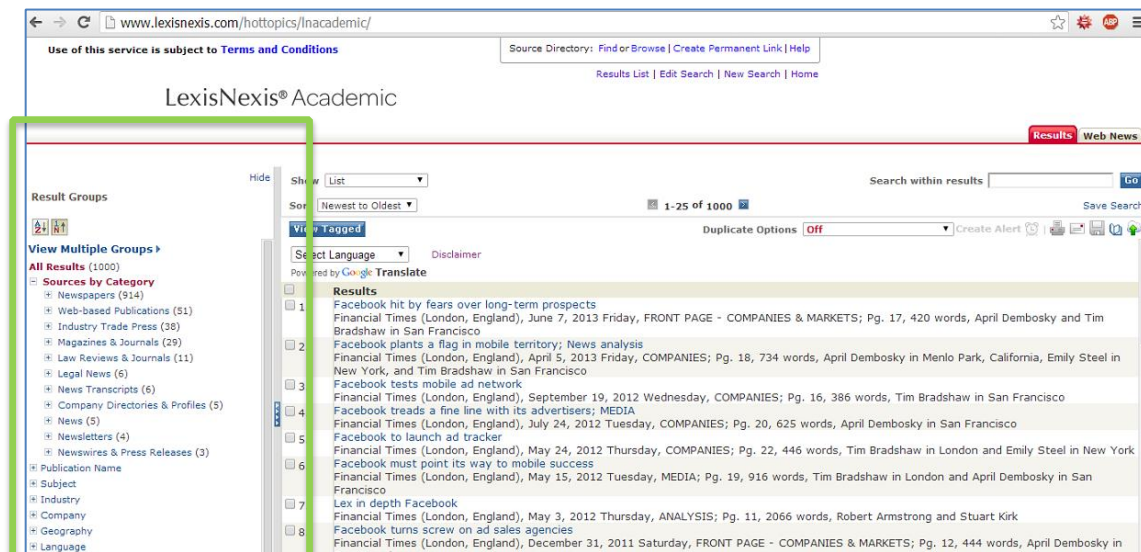 www.lexisnexis.com/hottopics/lnacademic/
ABP
Use of this service is subject to Terms and Conditions
Source Directory: Find or Browse | Create Permanent Link | Help
Results List | Edit Search | New Search | Home
LexisNexis® Academic
Results
Web News
Hide
Result Groups
View Multiple Groups
All Results (1000)
Sources by Category
Newspapers (914)
Web-based Publications (51)
Industry Trade Press (38)
Magazines & Journals (29)
Law Reviews & Journals (11)
Legal News (6)
News Transcripts (6)
Company Directories & Profiles (5)
News (5)
Newsletters (4)
Newswires & Press Releases (3)
Publication Name
Subject
Industry
Company
Geography
Language
Show List
Search within results
Go
Sort Newest to Oldest
1-25 of 1000
Save Search
View Tagged
Duplicate Options Off
Create Alert
Select Language
Disclaimer
Powered by Google Translate
Results
1 Facebook hit by fears over long-term prospects
Financial Times (London, England), June 7, 2013 Friday, FRONT PAGE - COMPANIES & MARKETS; Pg. 17, 420 words, April Dembosky and Tim
Bradshaw in San Francisco
2 Facebook plants a flag in mobile territory; News analysis
Financial Times (London, England), April 5, 2013 Friday, COMPANIES; Pg. 18, 734 words, April Dembosky in Menlo Park, California, Emily Steel in
New York, and Tim Bradshaw in San Francisco
3 Facebook tests mobile ad network
Financial Times (London, England), September 19, 2012 Wednesday, COMPANIES; Pg. 16, 386 words, Tim Bradshaw in San Francisco
4 Facebook treads a fine line with its advertisers; MEDIA
Financial Times (London, England), July 24, 2012 Tuesday, COMPANIES; Pg. 20, 625 words, April Dembosky in San Francisco
5 Facebook to launch ad tracker
Financial Times (London, England), May 24, 2012 Thursday, COMPANIES; Pg. 22, 446 words, Tim Bradshaw in London and Emily Steel in New York
6 Facebook must point its way to mobile success
Financial Times (London, England), May 15, 2012 Tuesday, MEDIA; Pg. 19, 916 words, Tim Bradshaw in London and April Dembosky in San
Francisco
7 Lex in depth Facebook
Financial Times (London, England), May 3, 2012 Thursday, ANALYSIS; Pg. 11, 2066 words, Robert Armstrong and Stuart Kirk
8 Facebook turns screw on ad sales agencies
Financial Times (London, England), December 31, 2011 Saturday, FRONT PAGE - COMPANIES & MARKETS; Pg. 12, 444 words, April Dembosky in